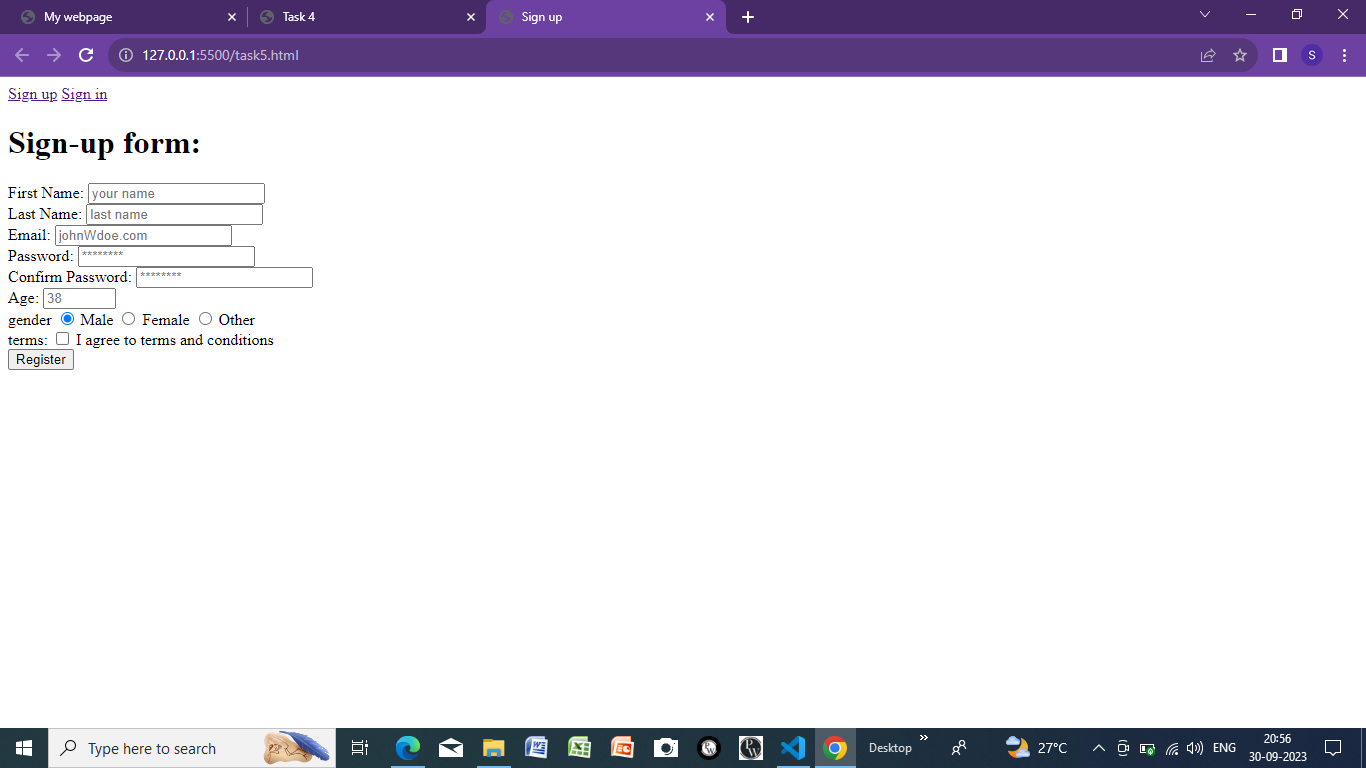 My webpage
Task 4
Sign up
127.0.0.1:5500/task5.html
S
Sign up Sign in
Sign-up form:
First Name: your name
Last Name: last name
Email: johnWdoe.com
Password: ********
Confirm Password: ********
Age: 38
gender Male Female Other
terms: I agree to terms and conditions
Register
Type here to search
Desktop
27°C
ENG
20:56
30-09-2023